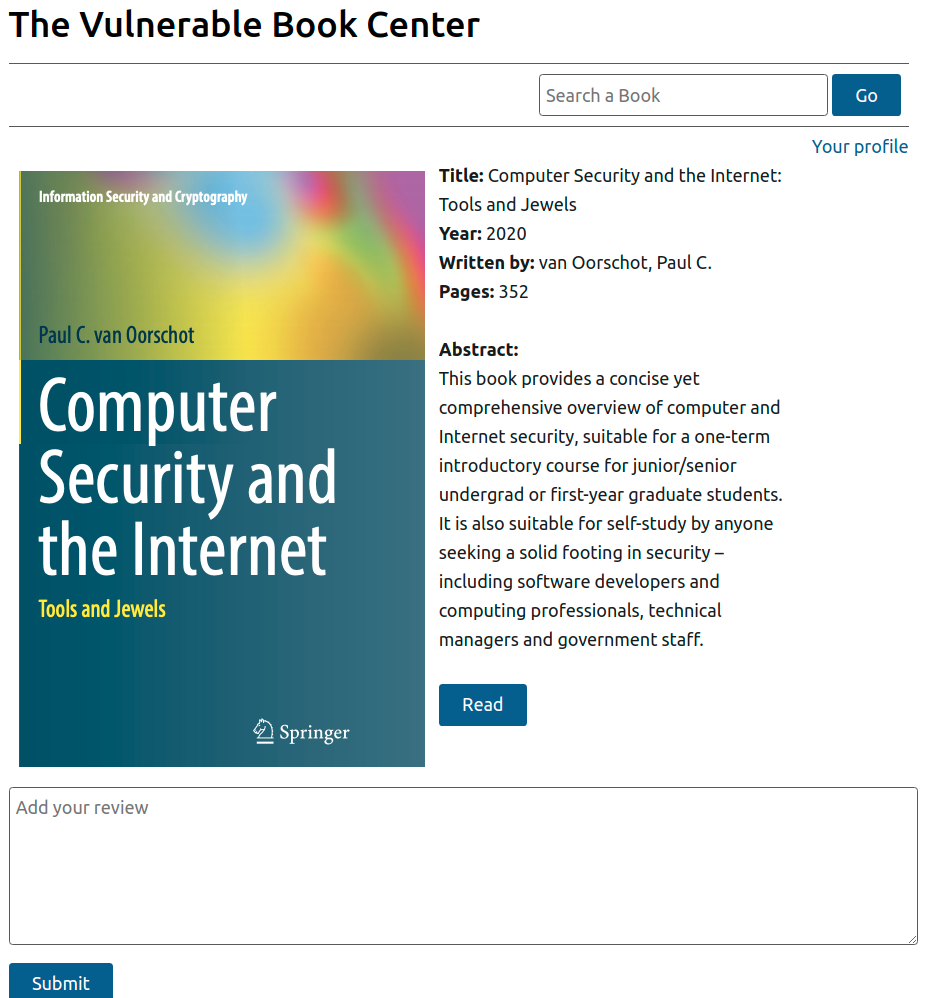 The Vulnerable Book Center
Search a Book
Go
Your profile
Information Security and Cryptography
Paul C. van Oorschot
Computer
Security and
the Internet
Tools and Jewels
Springer
Title: Computer Security and the Internet:
Tools and Jewels
Year: 2020
Written by: van Oorschot, Paul C.
Pages: 352
Abstract:
This book provides a concise yet
comprehensive overview of computer and
Internet security, suitable for a one-term
introductory course for junior/senior
undergrad or first-year graduate students.
It is also suitable for self-study by anyone
seeking a solid footing in security –
including software developers and
computing professionals, technical
managers and government staff.
Read
Add your review
Submit